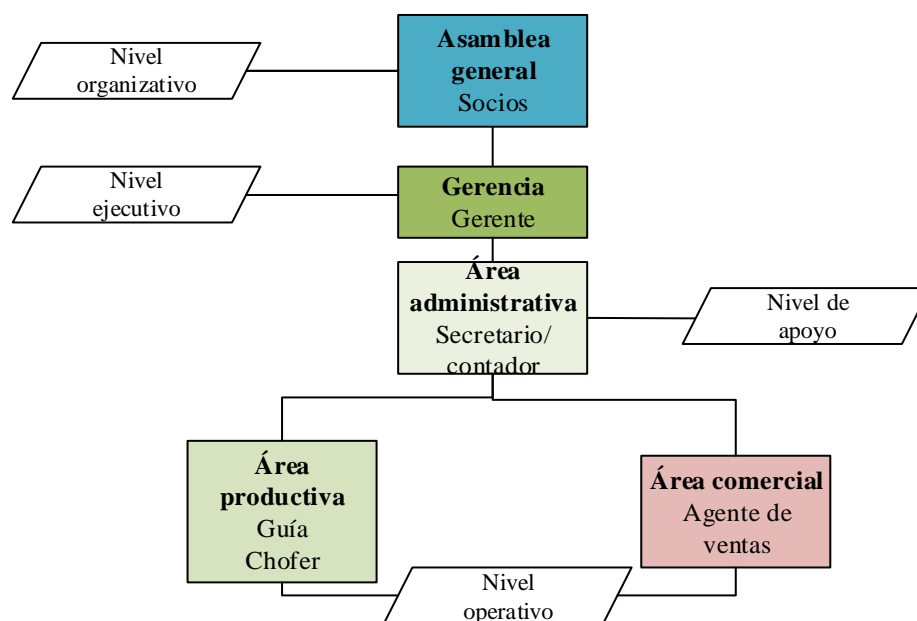 Asamblea
general
Socios
Nivel
organizativo
Gerencia
Gerente
Nivel
ejecutivo
Área
administrativa
Secretario/
contador
Nivel de
apoyo
Área
productiva
Guía
Chofer
Área comercial
Agente de
ventas
Nivel
operativo